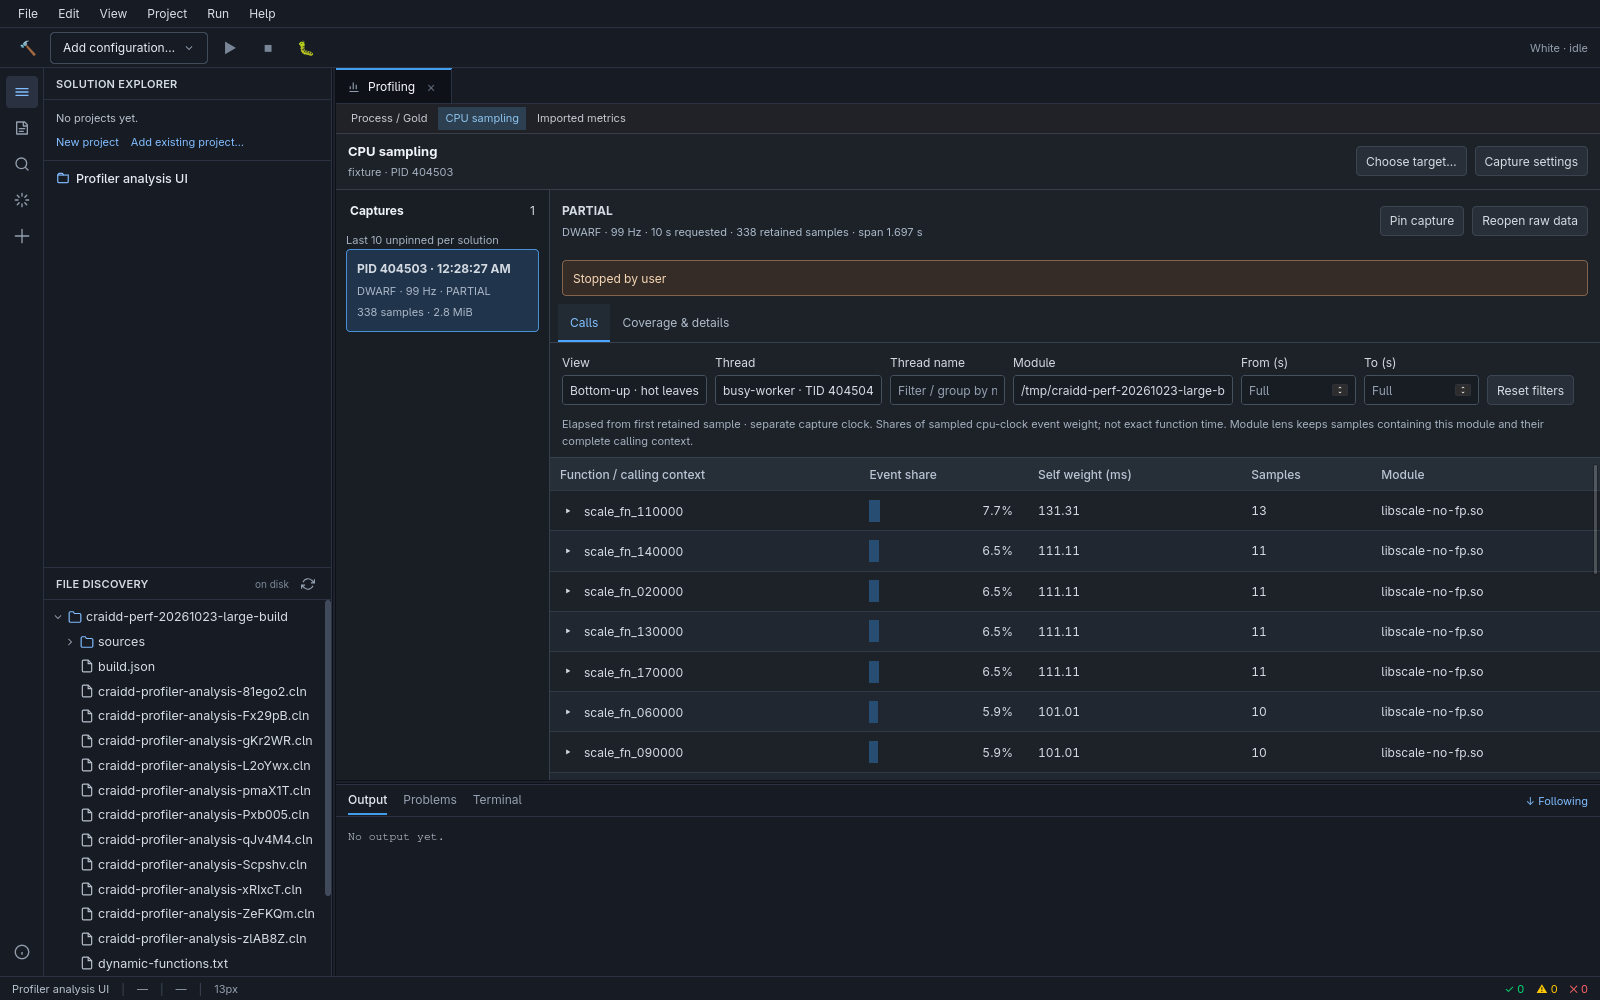 File Edit View Project Run Help
Add configuration...
White · idle
SOLUTION EXPLORER
No projects yet.
New project Add existing project...
Profiler analysis UI
FILE DISCOVERY on disk
craidd-perf-20261023-large-build
sources
build.json
craidd-profiler-analysis-81ego2.cln
craidd-profiler-analysis-Fx29pB.cln
craidd-profiler-analysis-gKr2WR.cln
craidd-profiler-analysis-L2oYwx.cln
craidd-profiler-analysis-pmaX1T.cln
craidd-profiler-analysis-Pxb005.cln
craidd-profiler-analysis-qJv4M4.cln
craidd-profiler-analysis-Scpshv.cln
craidd-profiler-analysis-xRIxcT.cln
craidd-profiler-analysis-ZeFKQm.cln
craidd-profiler-analysis-zlAB8Z.cln
dynamic-functions.txt
Profiling
Process / Gold CPU sampling Imported metrics
CPU sampling
fixture · PID 404503
Choose target... Capture settings
Captures 1
Last 10 unpinned per solution
PID 404503 · 12:28:27 AM
DWARF · 99 Hz · PARTIAL
338 samples · 2.8 MiB
PARTIAL
DWARF · 99 Hz · 10 s requested · 338 retained samples · span 1.697 s
Pin capture Reopen raw data
Stopped by user
Calls Coverage & details
View Thread Thread name Module From (s) To (s)
Bottom-up · hot leaves busy-worker · TID 404504 Filter / group by n /tmp/craidd-perf-20261023-large-b Full Full Reset filters
Elapsed from first retained sample · separate capture clock. Shares of sampled cpu-clock event weight; not exact function time. Module lens keeps samples containing this module and their
complete calling context.
Function / calling context Event share Self weight (ms) Samples Module
scale_fn_110000 7.7% 131.31 13 libscale-no-fp.so
scale_fn_140000 6.5% 111.11 11 libscale-no-fp.so
scale_fn_020000 6.5% 111.11 11 libscale-no-fp.so
scale_fn_130000 6.5% 111.11 11 libscale-no-fp.so
scale_fn_170000 6.5% 111.11 11 libscale-no-fp.so
scale_fn_060000 5.9% 101.01 10 libscale-no-fp.so
scale_fn_090000 5.9% 101.01 10 libscale-no-fp.so
Output Problems Terminal
Following
No output yet.
Profiler analysis UI — — 13px
0 0 0